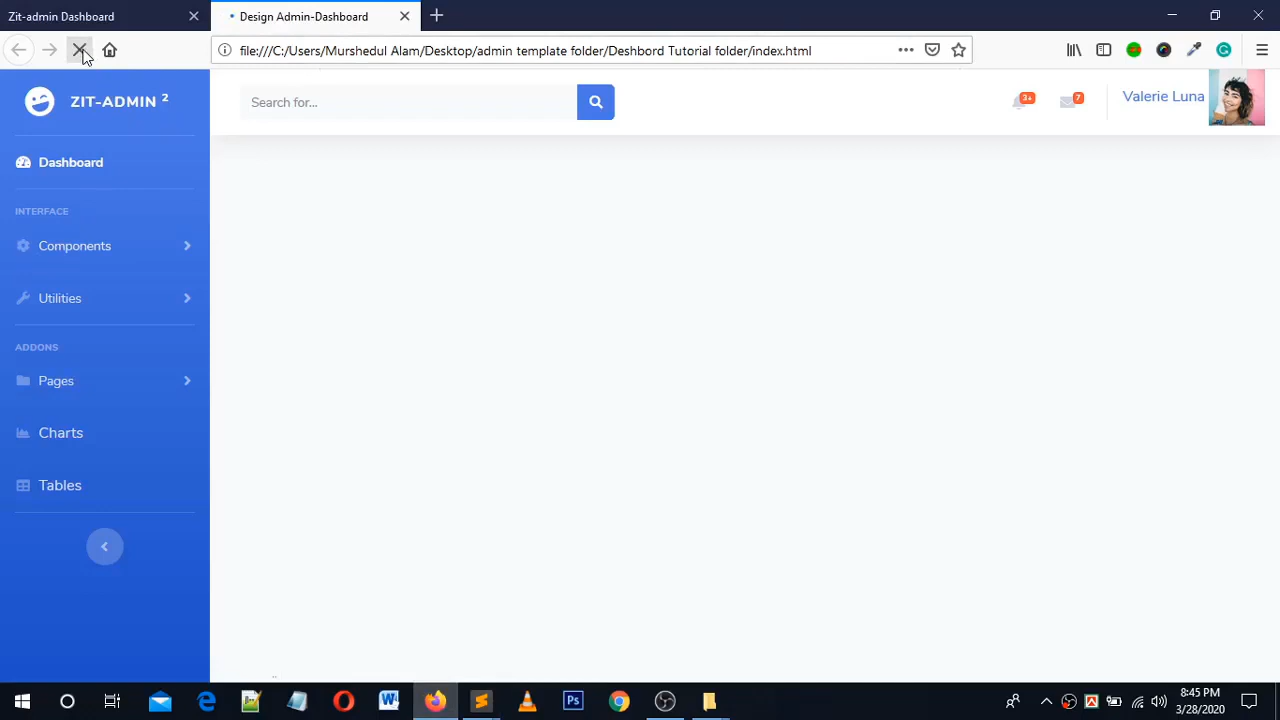 Zit-admin Dashboard
Design Admin-Dashboard
file:///C:/Users/Murshedul Alam/Desktop/admin template folder/Deshbord Tutorial folder/index.html
ZIT-ADMIN 2
Search for...
3+
7
Valerie Luna
Dashboard
INTERFACE
Components
Utilities
ADDONS
Pages
Charts
Tables
8:45 PM
3/28/2020